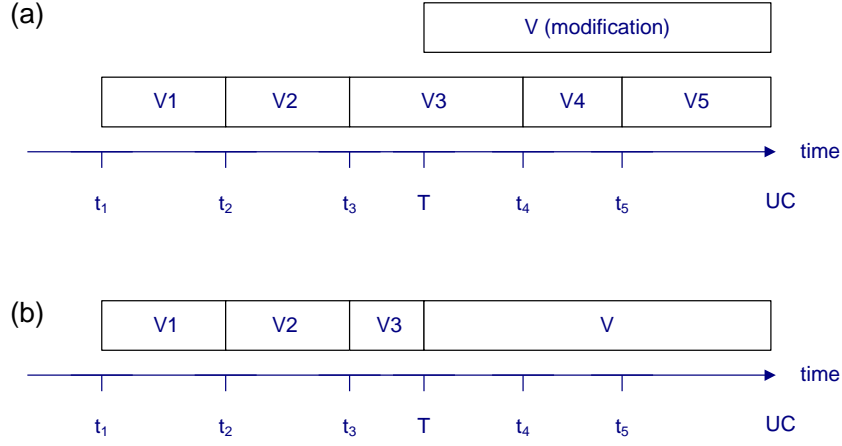 (a)
V (modification)
V1 V2 V3 V4 V5
time
t₁ t₂ t₃ T t₄ t₅ UC
(b)
V1 V2 V3 V
time
t₁ t₂ t₃ T t₄ t₅ UC